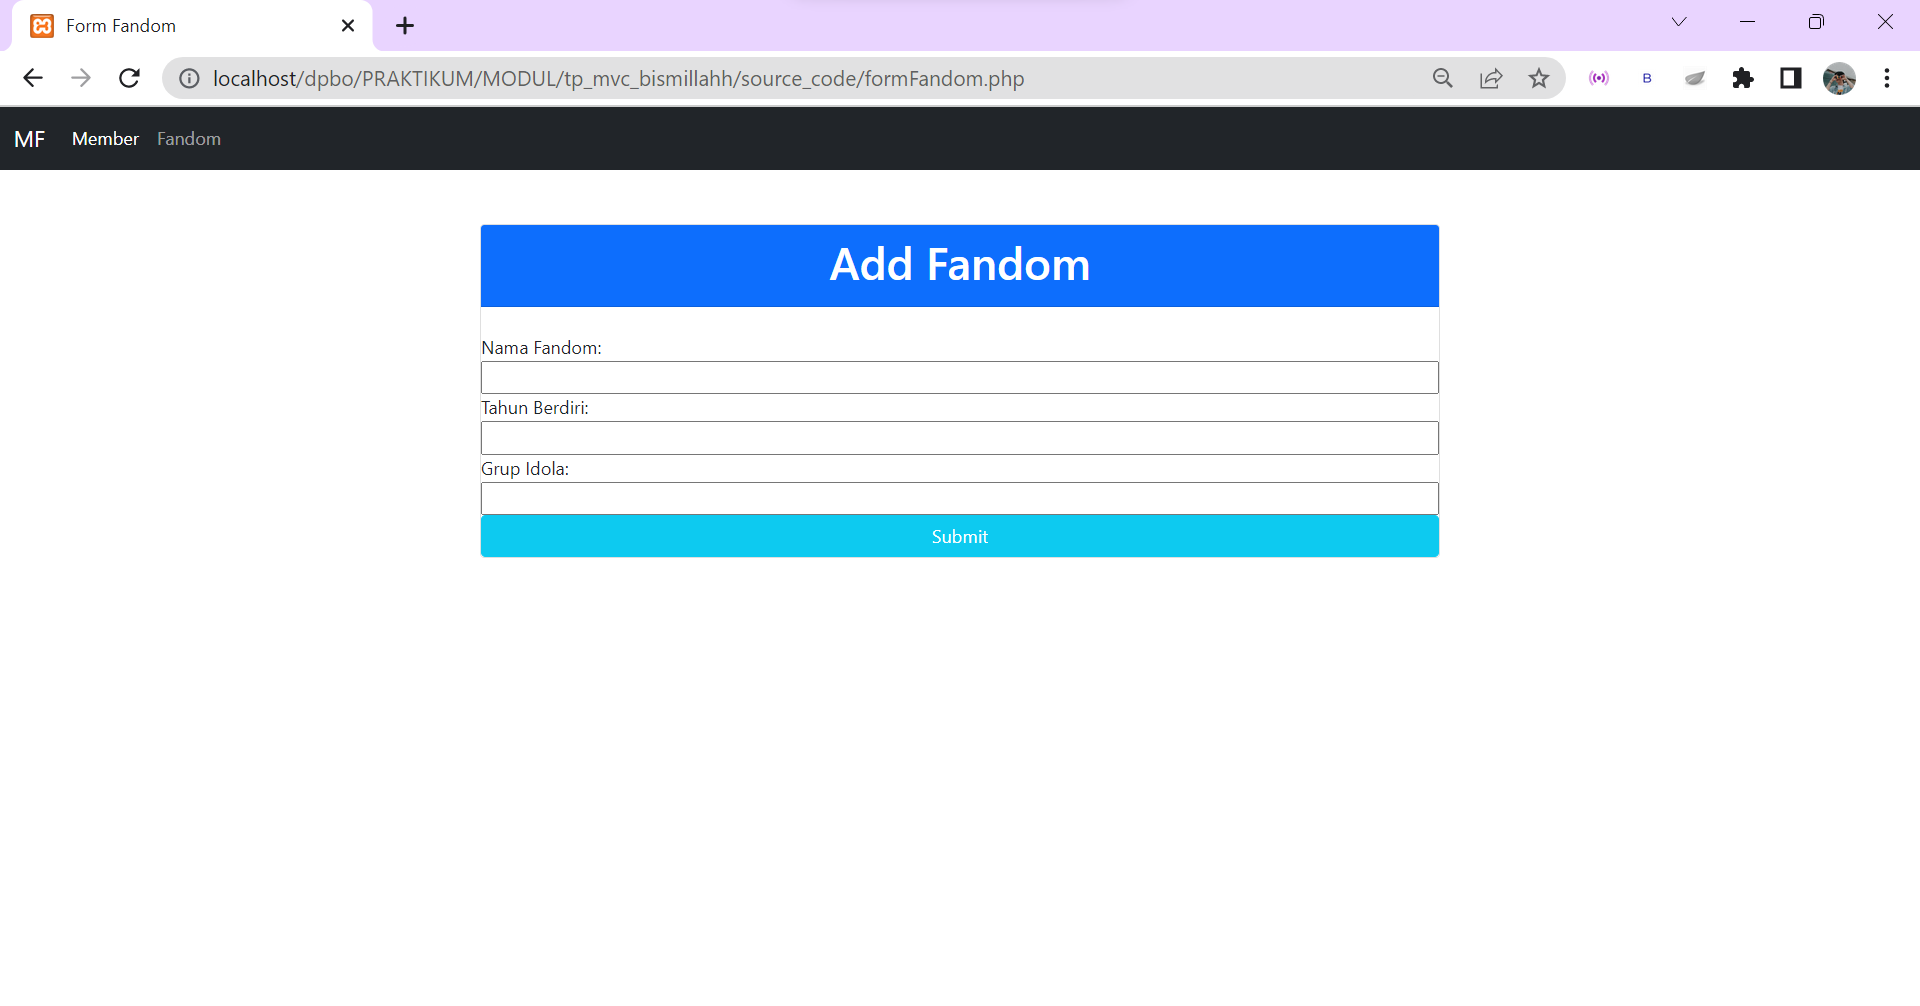 Form Fandom
localhost/dpbo/PRAKTIKUM/MODUL/tp_mvc_bismillahh/source_code/formFandom.php
B
MF Member Fandom
Add Fandom
Nama Fandom:
Tahun Berdiri:
Grup Idola:
Submit